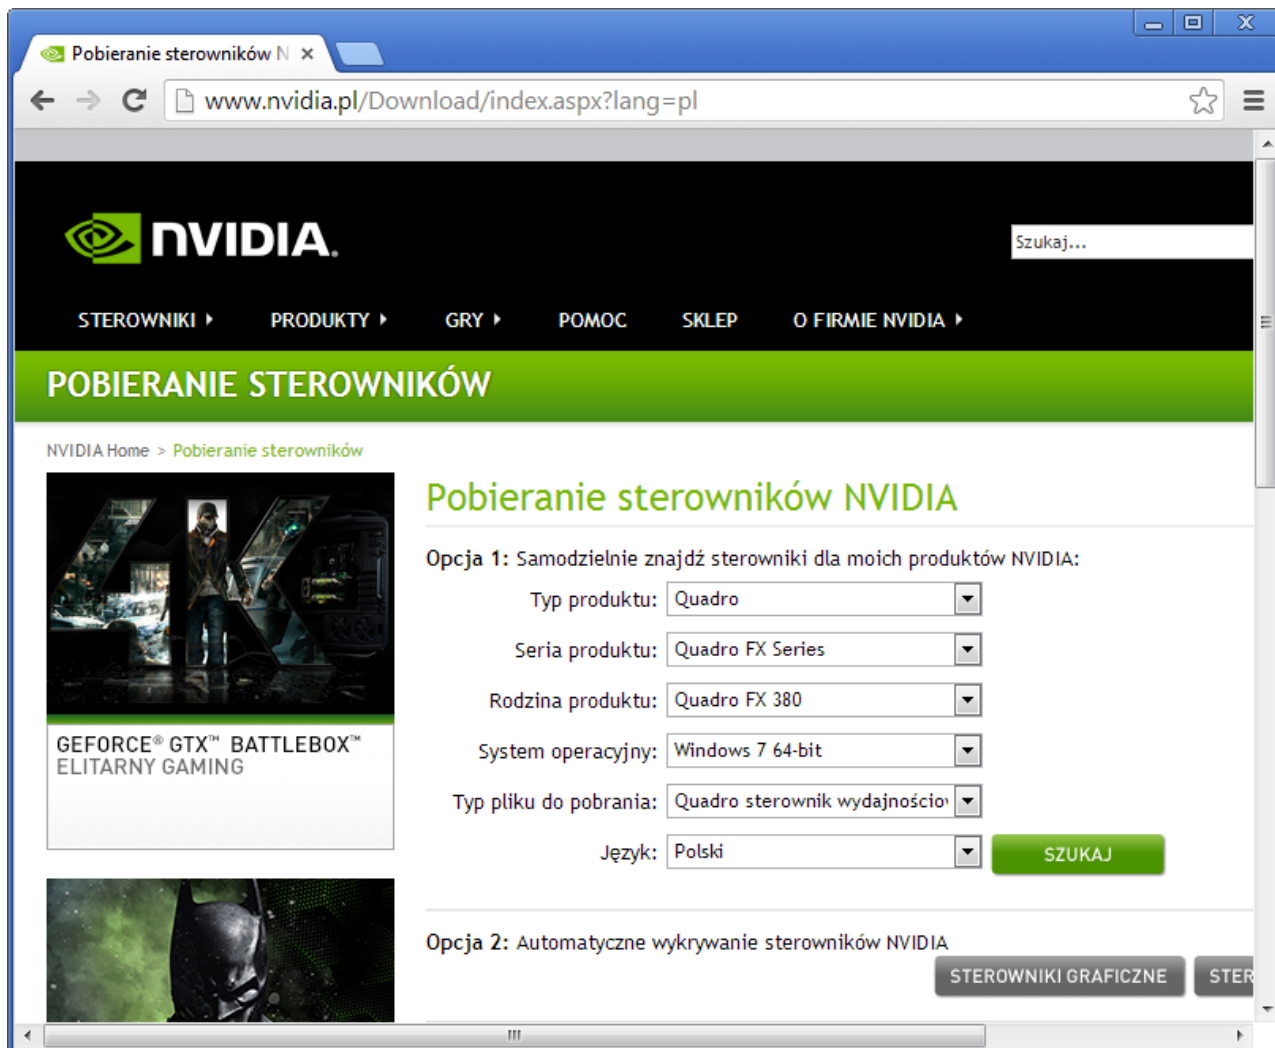 Pobieranie sterowników N
www.nvidia.pl/Download/index.aspx?lang=pl
NVIDIA.
Szukaj...
STEROWNIKI PRODUKTY GRY POMOC SKLEP O FIRMIE NVIDIA
POBIERANIE STEROWNIKÓW
NVIDIA Home > Pobieranie sterowników
4K
GEFORCE® GTX™ BATTLEBOX™
ELITARNY GAMING
Pobieranie sterowników NVIDIA
Opcja 1: Samodzielnie znajdź sterowniki dla moich produktów NVIDIA:
Typ produktu: Quadro
Seria produktu: Quadro FX Series
Rodzina produktu: Quadro FX 380
System operacyjny: Windows 7 64-bit
Typ pliku do pobrania: Quadro sterownik wydajnościow
Język: Polski SZUKAJ
Opcja 2: Automatyczne wykrywanie sterowników NVIDIA
STEROWNIKI GRAFICZNE STER